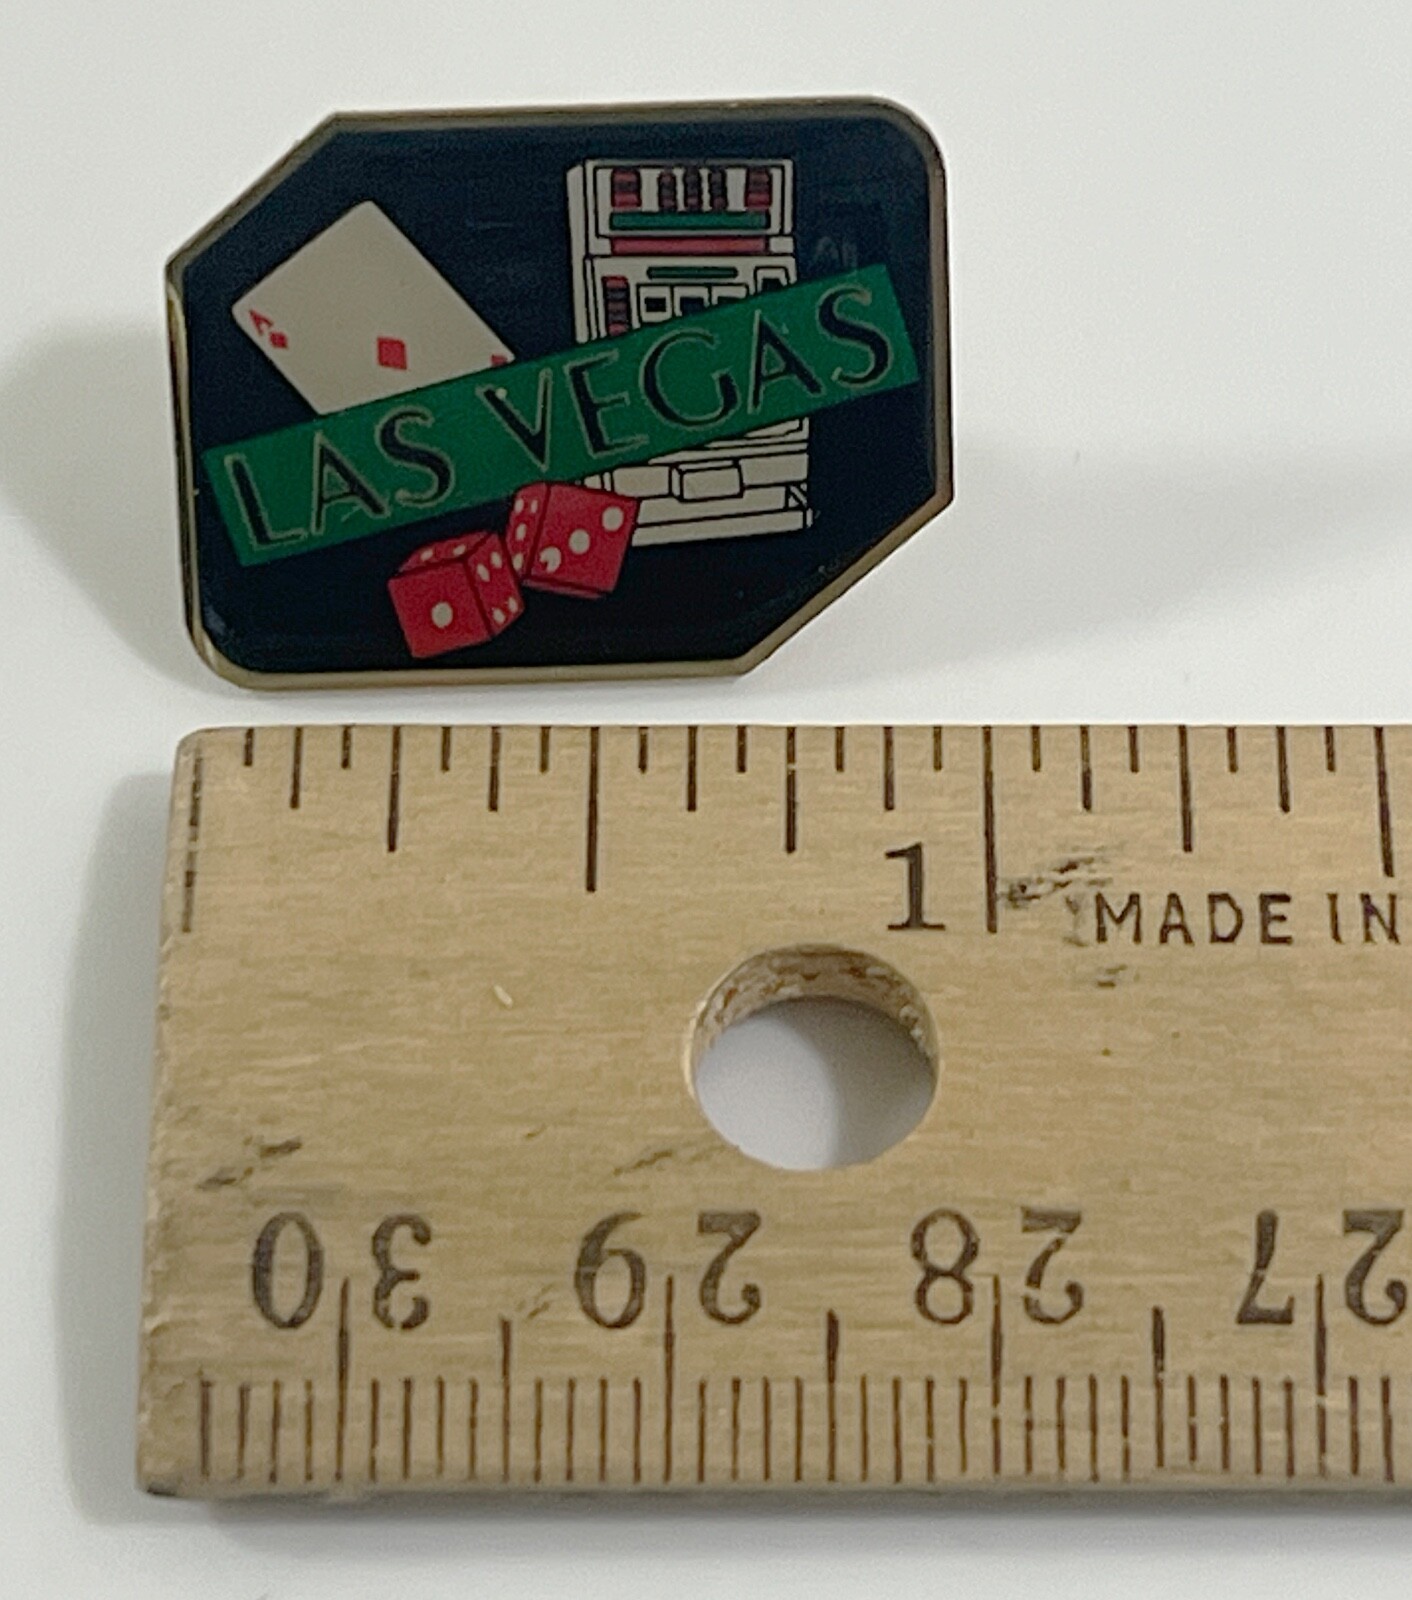 A
LAS VEGAS
1
MADE IN
30 29 28 27